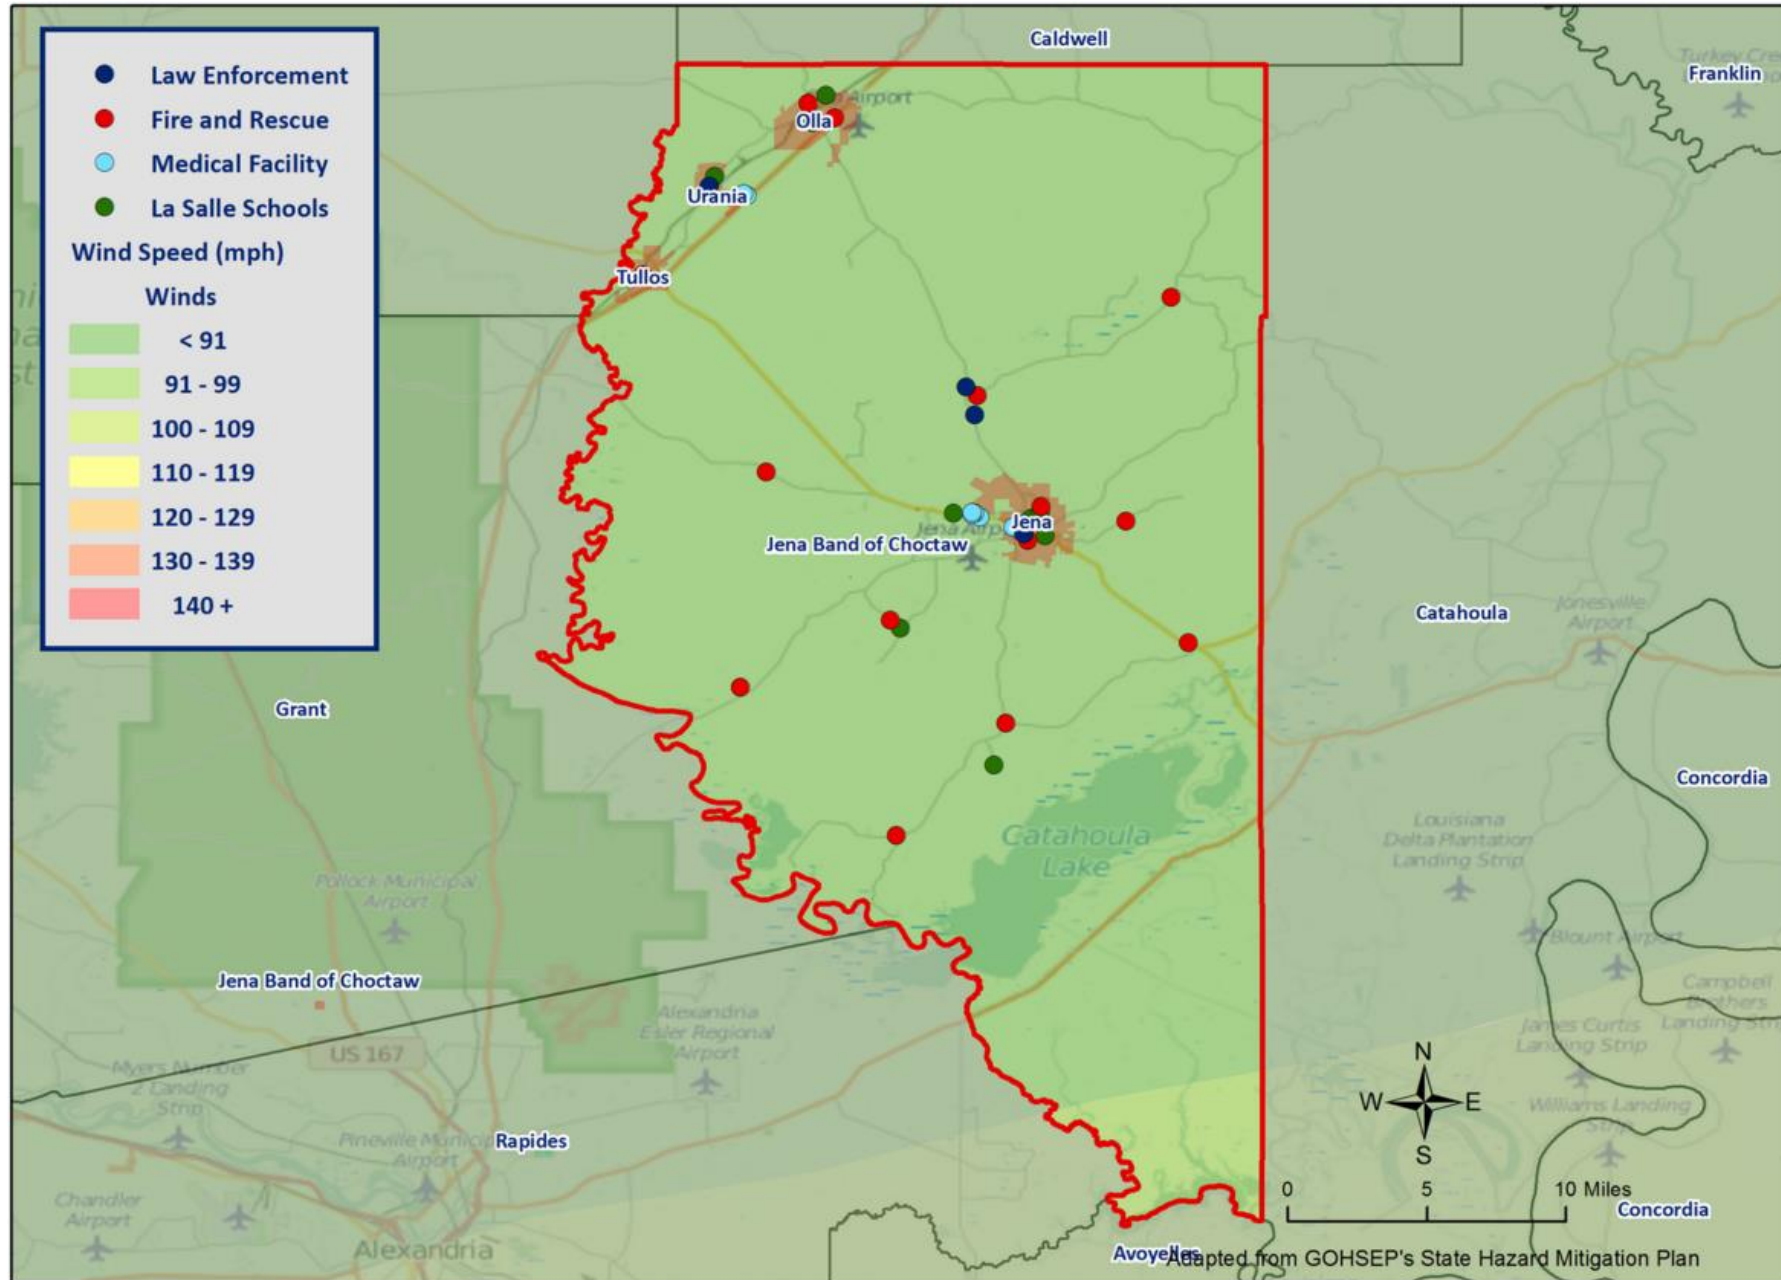 Law Enforcement
Fire and Rescue
Medical Facility
La Salle Schools
Wind Speed (mph)
Winds
< 91
91 - 99
100 - 109
110 - 119
120 - 129
130 - 139
140 +
Caldwell
Franklin
Turkey
Airport
Olla
Urania
Tullos
Jena
Jena
Jena Band of Choctaw
Catahoula
Jonesville
Airport
Grant
Concordia
Catahoula
Lake
Louisiana
Delta Plantation
Landing Strip
Pollock Municipal
Airport
Blount Airport
Jena Band of Choctaw
Campbell
Brothers
Landing
Alexandria
Esler Regional
Airport
James Curtis
Landing Strip
US 167
Myers Number
2 Landing
Strip
Williams Landing
Strip
Pineville
Airport
Rapides
N
W
E
S
0
5
10 Miles
Chandler
Airport
Concordia
Alexandria
Avoyelles
Adapted from GOHSEP's State Hazard Mitigation Plan